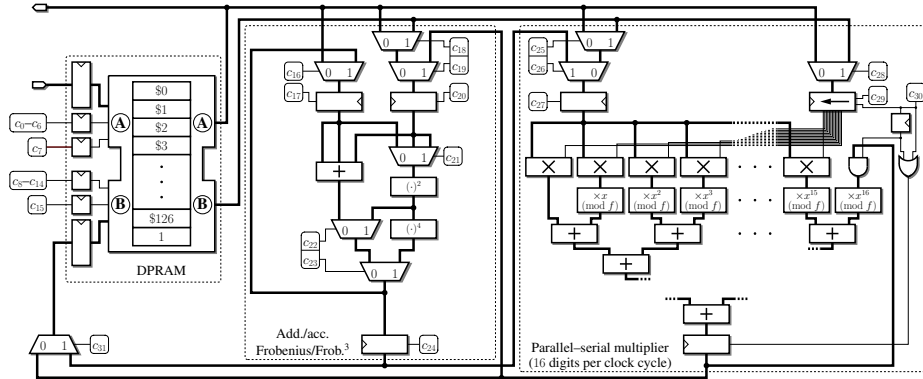 0 1
c18
c19
0 1
c20
c16
0 1
c17
c21
0 1
+
(·)²
(·)⁴
c22
0 1
c23
0 1
c24
Add./acc.
Frobenius/Frob.³
c0–c6
c7
c8–c14
c15
A
B
$0
$1
$2
$3
$126
1
A
B
DPRAM
0 1
c31
c25
0 1
c26
1 0
c27
0 1
c28
c29
c30
×
×
×
×
×
×x
(mod f)
×x²
(mod f)
×x³
(mod f)
×x¹⁵
(mod f)
×x¹⁶
(mod f)
+
+
+
+
+
Parallel–serial multiplier
(16 digits per clock cycle)